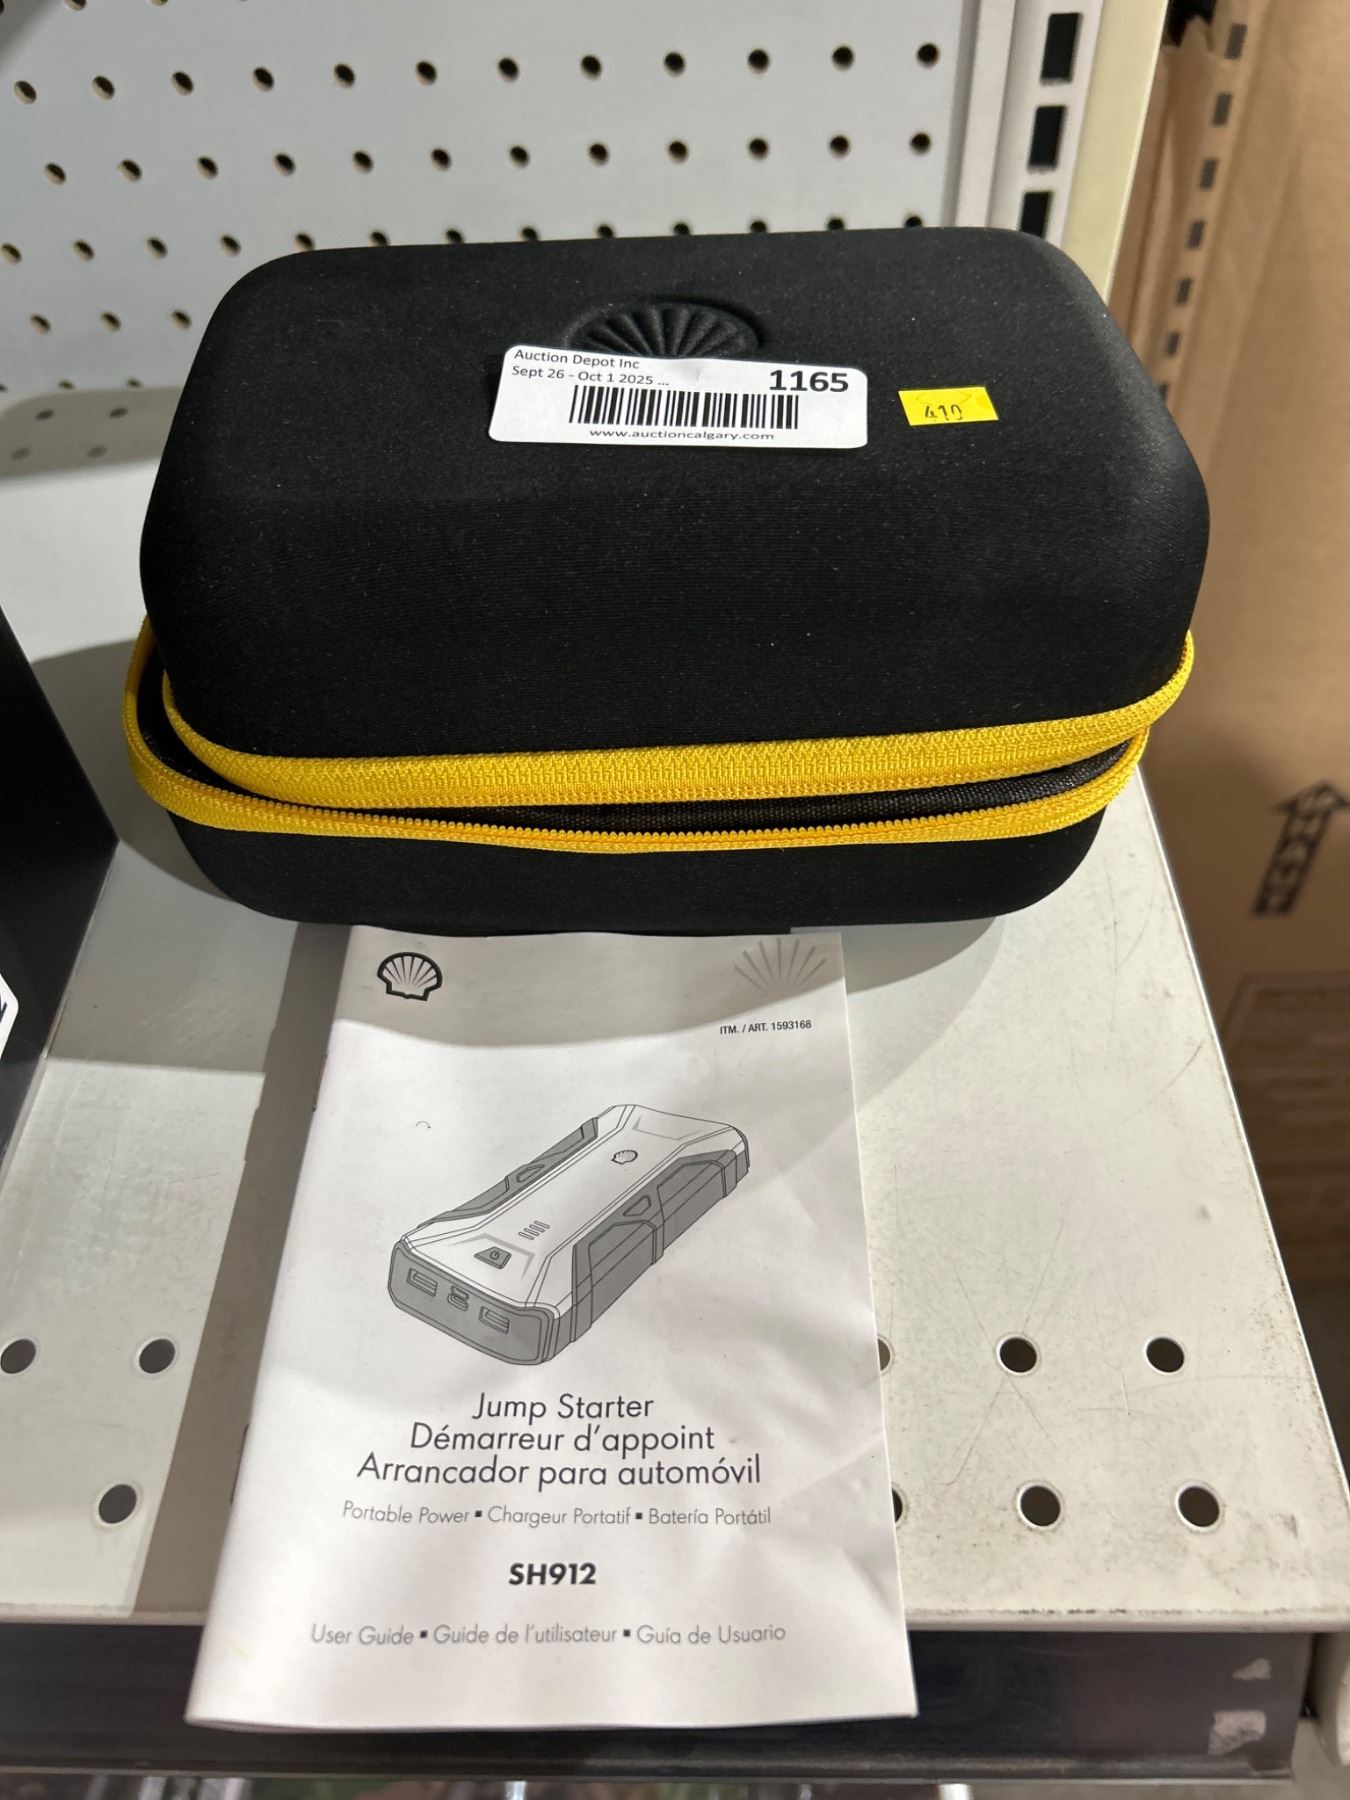 Auction Depot Inc
Sept 26 - Oct 1 2025 ...
1165
www.auctioncalgary.com
410
ITM. / ART. 1593168
Jump Starter
Démarreur d'appoint
Arrancador para automóvil
Portable Power ▪ Chargeur Portatif ▪ Batería Portátil
SH912
User Guide ▪ Guide de l'utilisateur ▪ Guía de Usuario